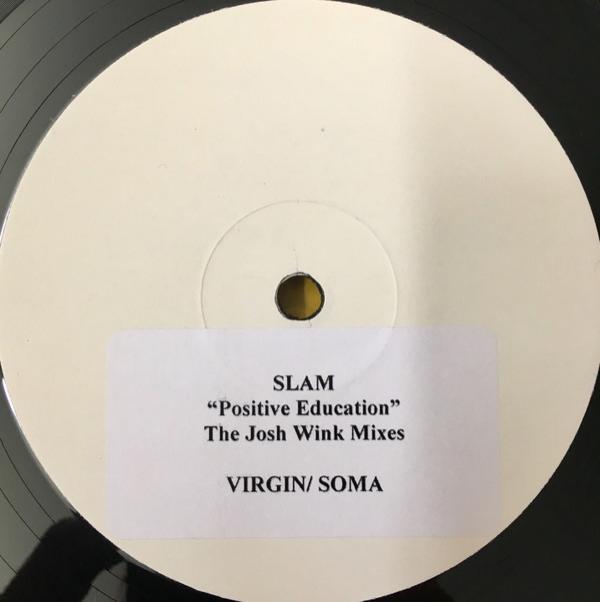 SLAM
“Positive Education”
The Josh Wink Mixes
VIRGIN/ SOMA